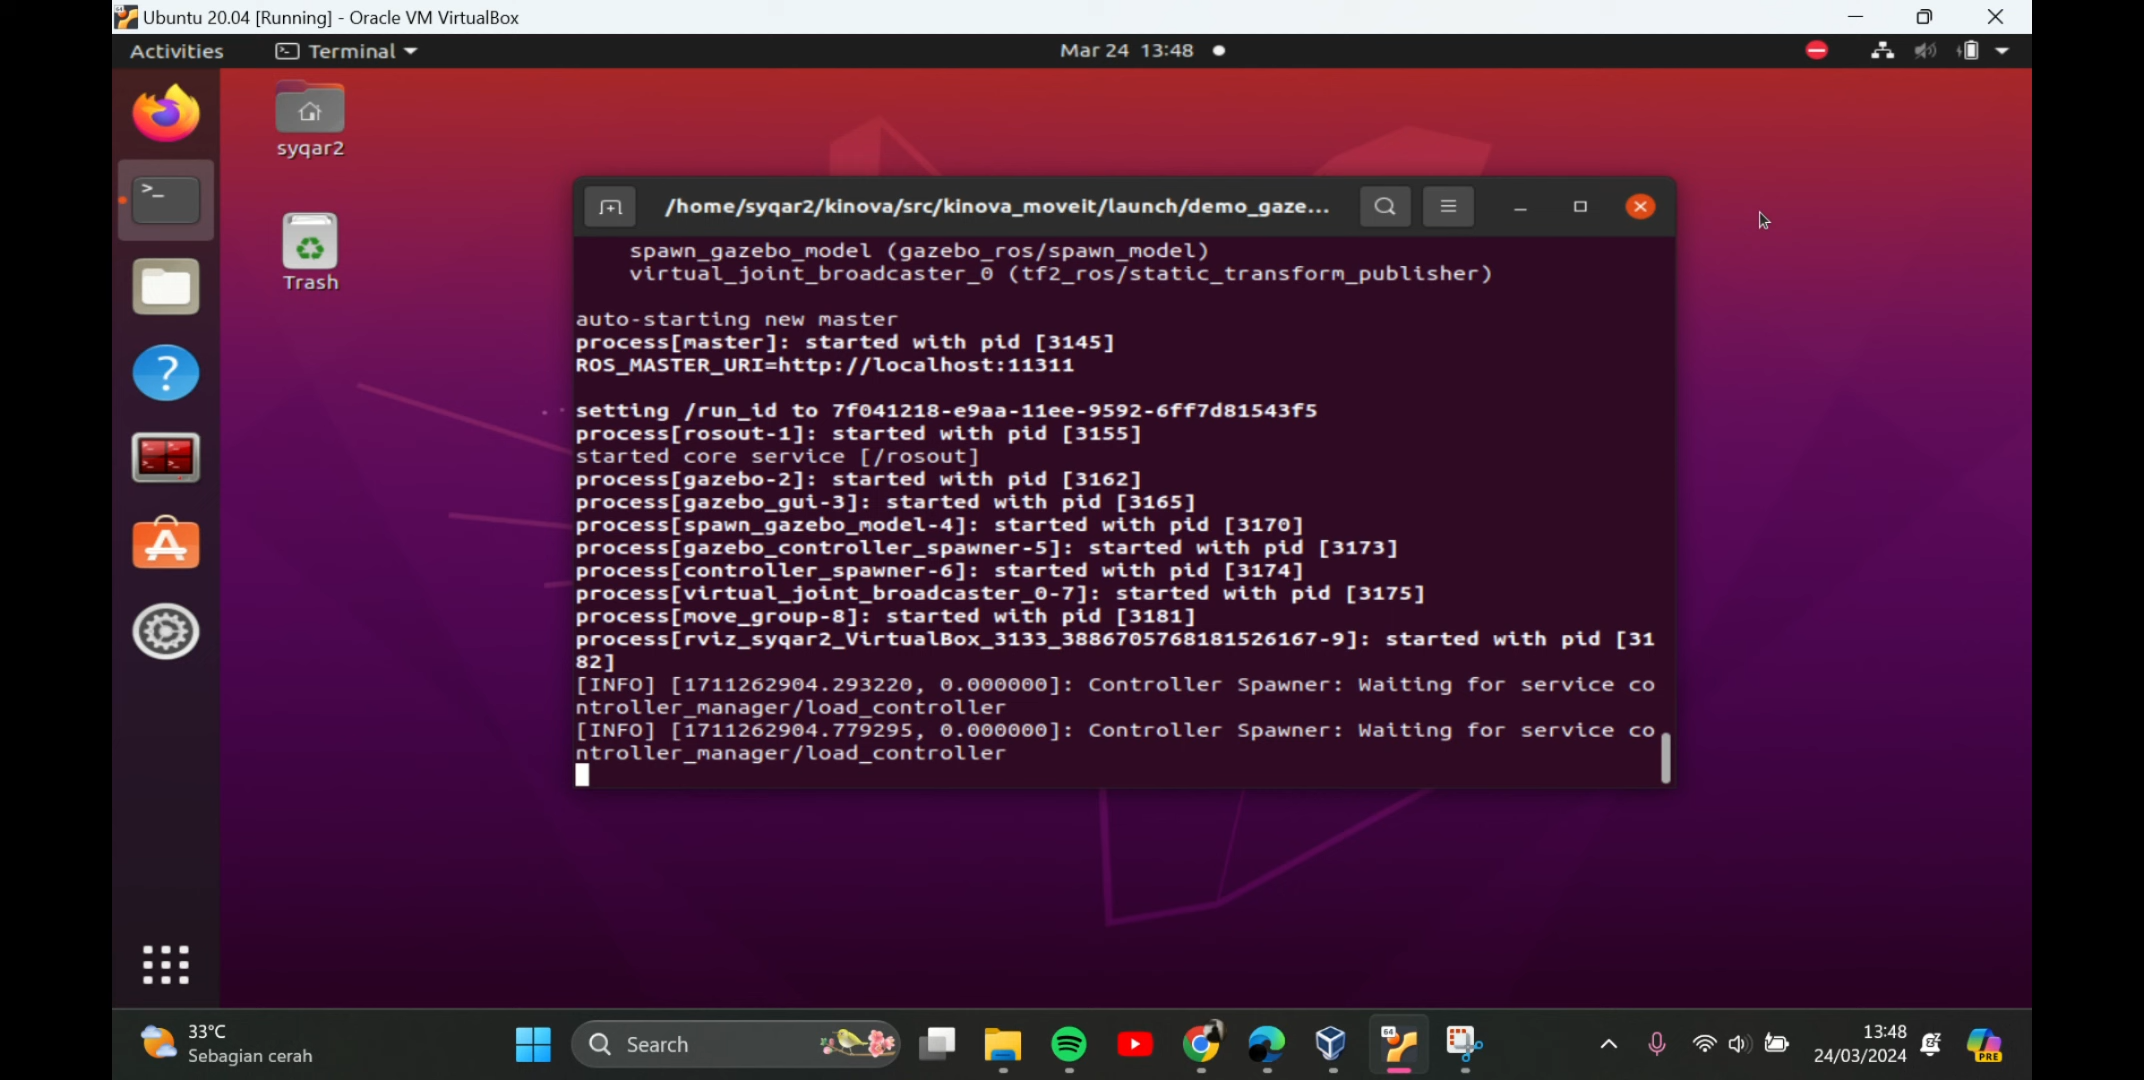 Ubuntu 20.04 [Running] - Oracle VM VirtualBox
Activities
Terminal
Mar 24 13:48
syqar2
Trash
/home/syqar2/kinova/src/kinova_moveit/launch/demo_gaze...
spawn_gazebo_model (gazebo_ros/spawn_model)
virtual_joint_broadcaster_0 (tf2_ros/static_transform_publisher)
auto-starting new master
process[master]: started with pid [3145]
ROS_MASTER_URI=http://localhost:11311
setting /run_id to 7f041218-e9aa-11ee-9592-6ff7d81543f5
process[rosout-1]: started with pid [3155]
started core service [/rosout]
process[gazebo-2]: started with pid [3162]
process[gazebo_gui-3]: started with pid [3165]
process[spawn_gazebo_model-4]: started with pid [3170]
process[gazebo_controller_spawner-5]: started with pid [3173]
process[controller_spawner-6]: started with pid [3174]
process[virtual_joint_broadcaster_0-7]: started with pid [3175]
process[move_group-8]: started with pid [3181]
process[rviz_syqar2_VirtualBox_3133_3886705768181526167-9]: started with pid [31
82]
[INFO] [1711262904.293220, 0.000000]: Controller Spawner: Waiting for service co
ntroller_manager/load_controller
[INFO] [1711262904.779295, 0.000000]: Controller Spawner: Waiting for service co
ntroller_manager/load_controller
33°C
Sebagian cerah
Search
64
13:48
24/03/2024
PRE